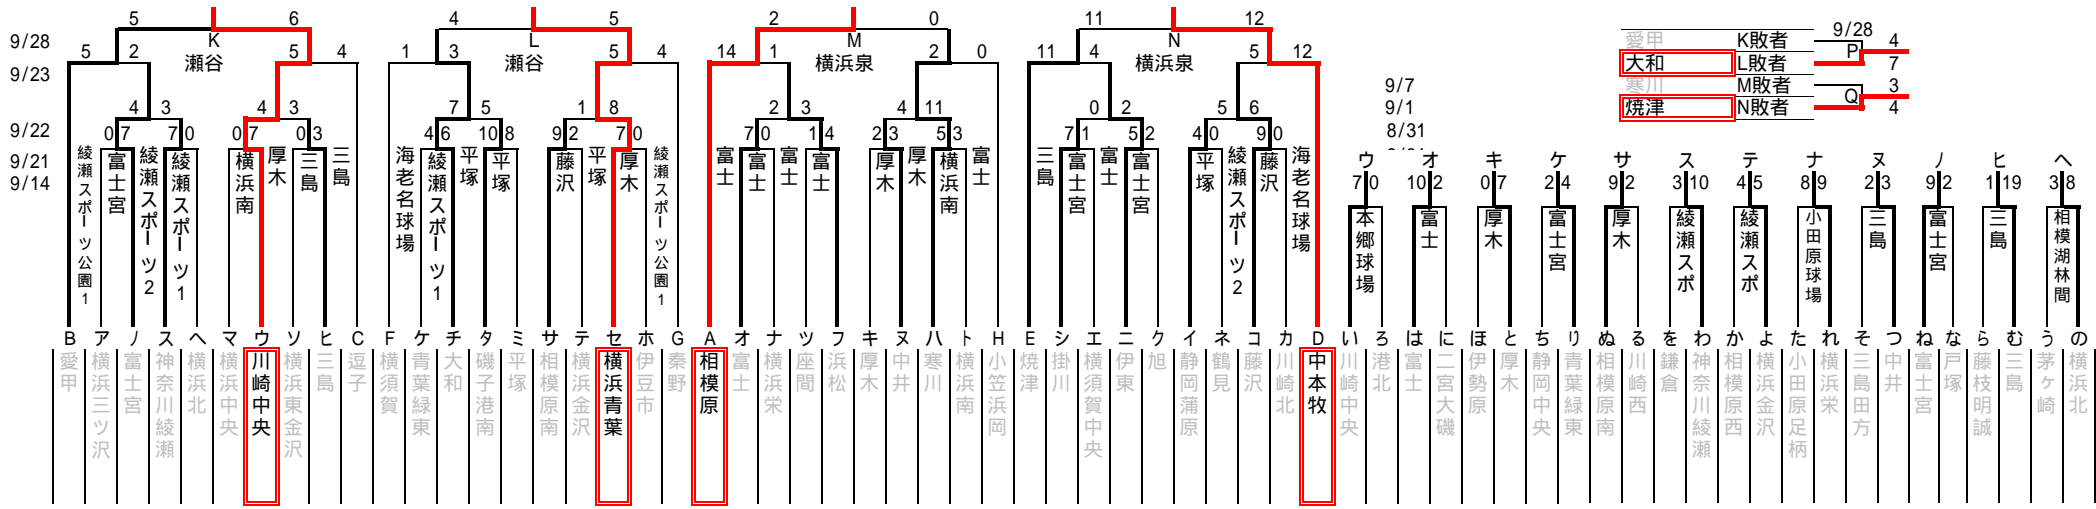 5 6 4 5 2 0 11 12 9/28
9/28 K L M N 愛甲 K敗者 P 4
5 2 5 4 1 3 5 4 14 1 2 0 11 4 5 12
瀬谷 瀬谷 横浜泉 横浜泉 大和 L敗者 7
9/23 9/7 寒川 M敗者 Q 3
4 3 4 3 7 5 1 8 2 3 4 11 0 2 5 6 9/1 焼津 N敗者 4
9/22 0 7 7 0 0 7 0 3 4 6 10 8 9 2 7 0 7 0 1 4 2 3 5 3 7 1 5 2 4 0 9 0 8/31
9/21
9/14
ウ オ キ ケ サ ス テ ナ ヌ ノ ヒ ヘ
7 0 10 2 0 7 2 4 9 2 3 10 4 5 8 9 2 3 9 2 1 19 3 8
綾瀬スポーツ公園1
富士宮
綾瀬スポーツ2
綾瀬スポーツ1
横浜南
厚木
三島
三島
海老名球場
綾瀬スポーツ1
平塚
平塚
藤沢
平塚
厚木
綾瀬スポーツ公園1
富士
富士
富士
富士
厚木
厚木
横浜南
富士
三島
富士宮
富士
富士宮
平塚
綾瀬スポーツ2
藤沢
海老名球場
本郷球場
富士
厚木
富士宮
厚木
綾瀬スポ
綾瀬スポ
小田原球場
三島
富士宮
三島
相模湖林間
B 愛甲
ア 横浜三ツ沢
ノ 富士宮
ス 神奈川綾瀬
ヘ 横浜北
マ 横浜中央
ウ 川崎中央
ソ 横浜東金沢
ヒ 三島
C 逗子
F 横須賀
ケ 青葉緑東
チ 大和
タ 磯子港南
ミ 平塚
サ 相模原南
テ 横浜金沢
セ 横浜青葉
ホ 伊豆市
G 秦野
A 相模原
オ 富士
ナ 横浜栄
ツ 座間
フ 浜松
キ 厚木
ヌ 中井
ハ 寒川
ト 横浜南
H 小笠浜岡
E 焼津
シ 掛川
エ 横須賀中央
ニ 伊東
ク 旭
イ 静岡蒲原
ネ 鶴見
コ 藤沢
カ 川崎北
D 中本牧
い 川崎中央
ろ 港北
は 富士
に 二宮大磯
ほ 伊勢原
と 厚木
ち 静岡中央
り 青葉緑東
ぬ 相模原南
る 川崎西
を 鎌倉
わ 神奈川綾瀬
か 相模原西
よ 横浜金沢
た 小田原足柄
れ 横浜栄
そ 三島田方
つ 中井
ね 富士宮
な 戸塚
ら 藤枝明誠
む 三島
う 茅ヶ崎
の 横浜北